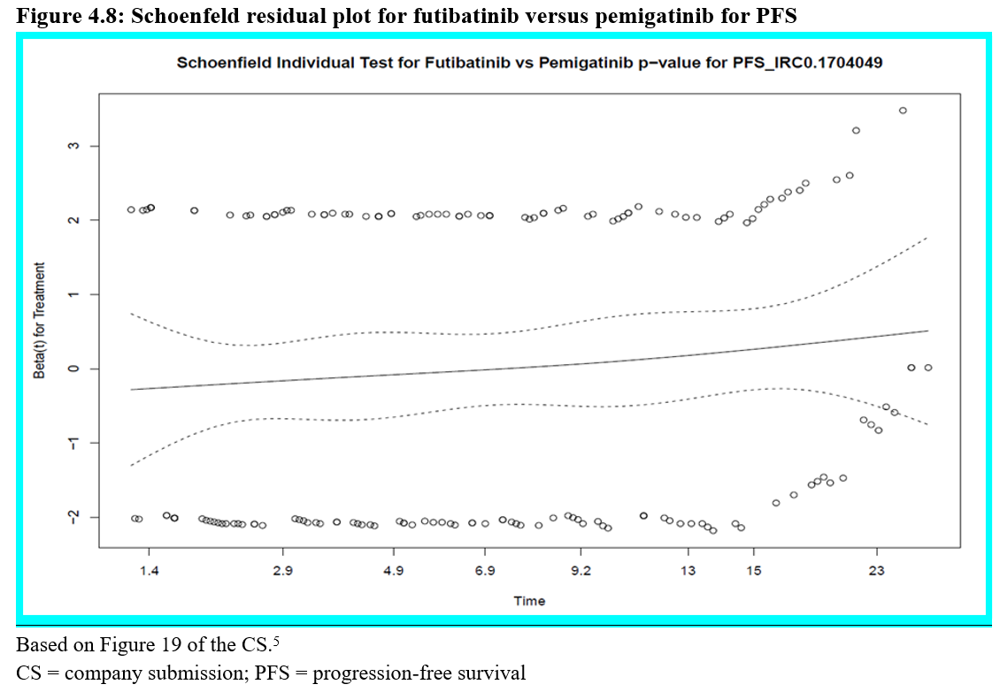 Figure 4.8: Schoenfeld residual plot for futibatinib versus pemigatinib for PFS
Schoenfield Individual Test for Futibatinib vs Pemigatinib p−value for PFS_IRC0.1704049
Beta(t) for Treatment
3
2
1
0
−1
−2
1.4 2.9 4.9 6.9 9.2 13 15 23
Time
Based on Figure 19 of the CS.⁵
CS = company submission; PFS = progression-free survival